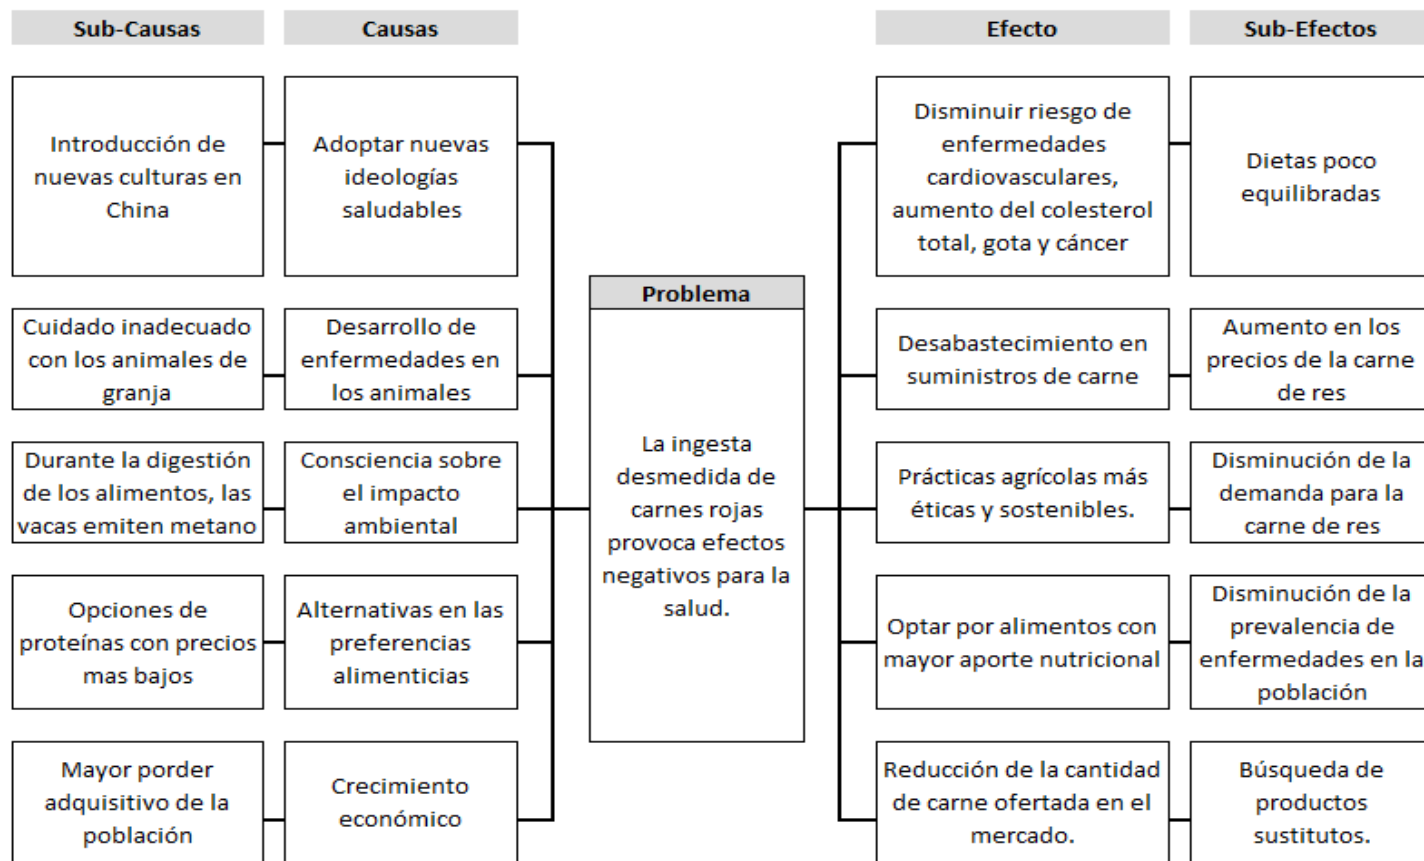 Sub-Causas
Causas
Efecto
Sub-Efectos
Introducción de
nuevas culturas en
China
Adoptar nuevas
ideologías
saludables
Disminuir riesgo de
enfermedades
cardiovasculares,
aumento del colesterol
total, gota y cáncer
Dietas poco
equilibradas
Problema
La ingesta
desmedida de
carnes rojas
provoca efectos
negativos para la
salud.
Cuidado inadecuado
con los animales de
granja
Desarrollo de
enfermedades en
los animales
Desabastecimiento en
suministros de carne
Aumento en los
precios de la carne
de res
Durante la digestión
de los alimentos, las
vacas emiten metano
Consciencia sobre
el impacto
ambiental
Prácticas agrícolas más
éticas y sostenibles.
Disminución de la
demanda para la
carne de res
Opciones de
proteínas con precios
mas bajos
Alternativas en las
preferencias
alimenticias
Optar por alimentos con
mayor aporte nutricional
Disminución de la
prevalencia de
enfermedades en la
población
Mayor porder
adquisitivo de la
población
Crecimiento
económico
Reducción de la cantidad
de carne ofertada en el
mercado.
Búsqueda de
productos
sustitutos.